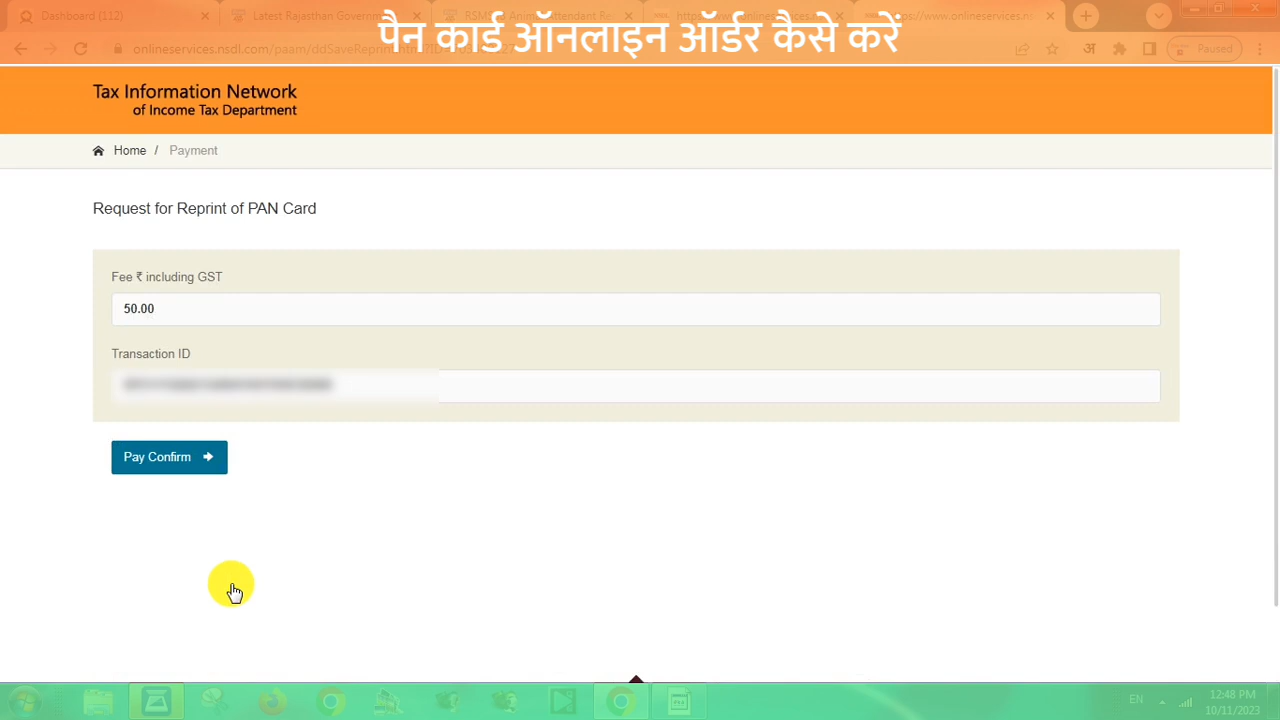 Dashboard (112)
Latest Rajasthan Governm
पैन कार्ड ऑनलाइन ऑर्डर कैसे करें
onlineservices.nsdl.com/paam/ddSaveReprint.html
Paused
Tax Information Network
of Income Tax Department
Home / Payment
Request for Reprint of PAN Card
Fee ₹ including GST
50.00
Transaction ID
Pay Confirm
EN
12:48 PM
10/11/2023